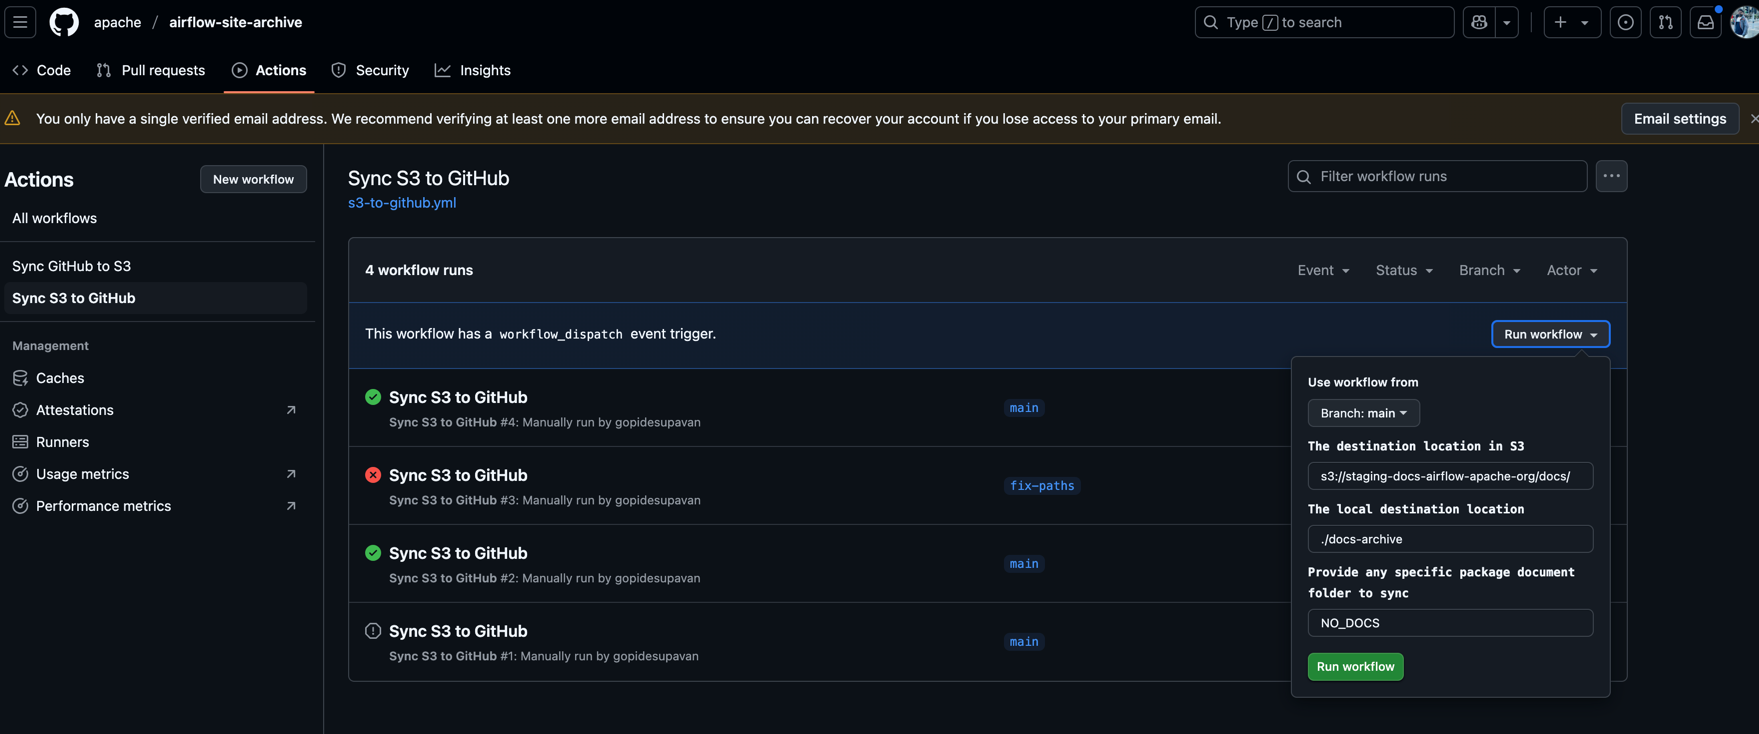 apache / airflow-site-archive
Type / to search
Code
Pull requests
Actions
Security
Insights
You only have a single verified email address. We recommend verifying at least one more email address to ensure you can recover your account if you lose access to your primary email.
Email settings
Actions
New workflow
All workflows
Sync GitHub to S3
Sync S3 to GitHub
Management
Caches
Attestations
Runners
Usage metrics
Performance metrics
Sync S3 to GitHub
s3-to-github.yml
Filter workflow runs
4 workflow runs
Event
Status
Branch
Actor
This workflow has a workflow_dispatch event trigger.
Run workflow
Sync S3 to GitHub
Sync S3 to GitHub #4: Manually run by gopidesupavan
main
Sync S3 to GitHub
Sync S3 to GitHub #3: Manually run by gopidesupavan
fix-paths
Sync S3 to GitHub
Sync S3 to GitHub #2: Manually run by gopidesupavan
main
Sync S3 to GitHub
Sync S3 to GitHub #1: Manually run by gopidesupavan
main
Use workflow from
Branch: main
The destination location in S3
s3://staging-docs-airflow-apache-org/docs/
The local destination location
./docs-archive
Provide any specific package document
folder to sync
NO_DOCS
Run workflow